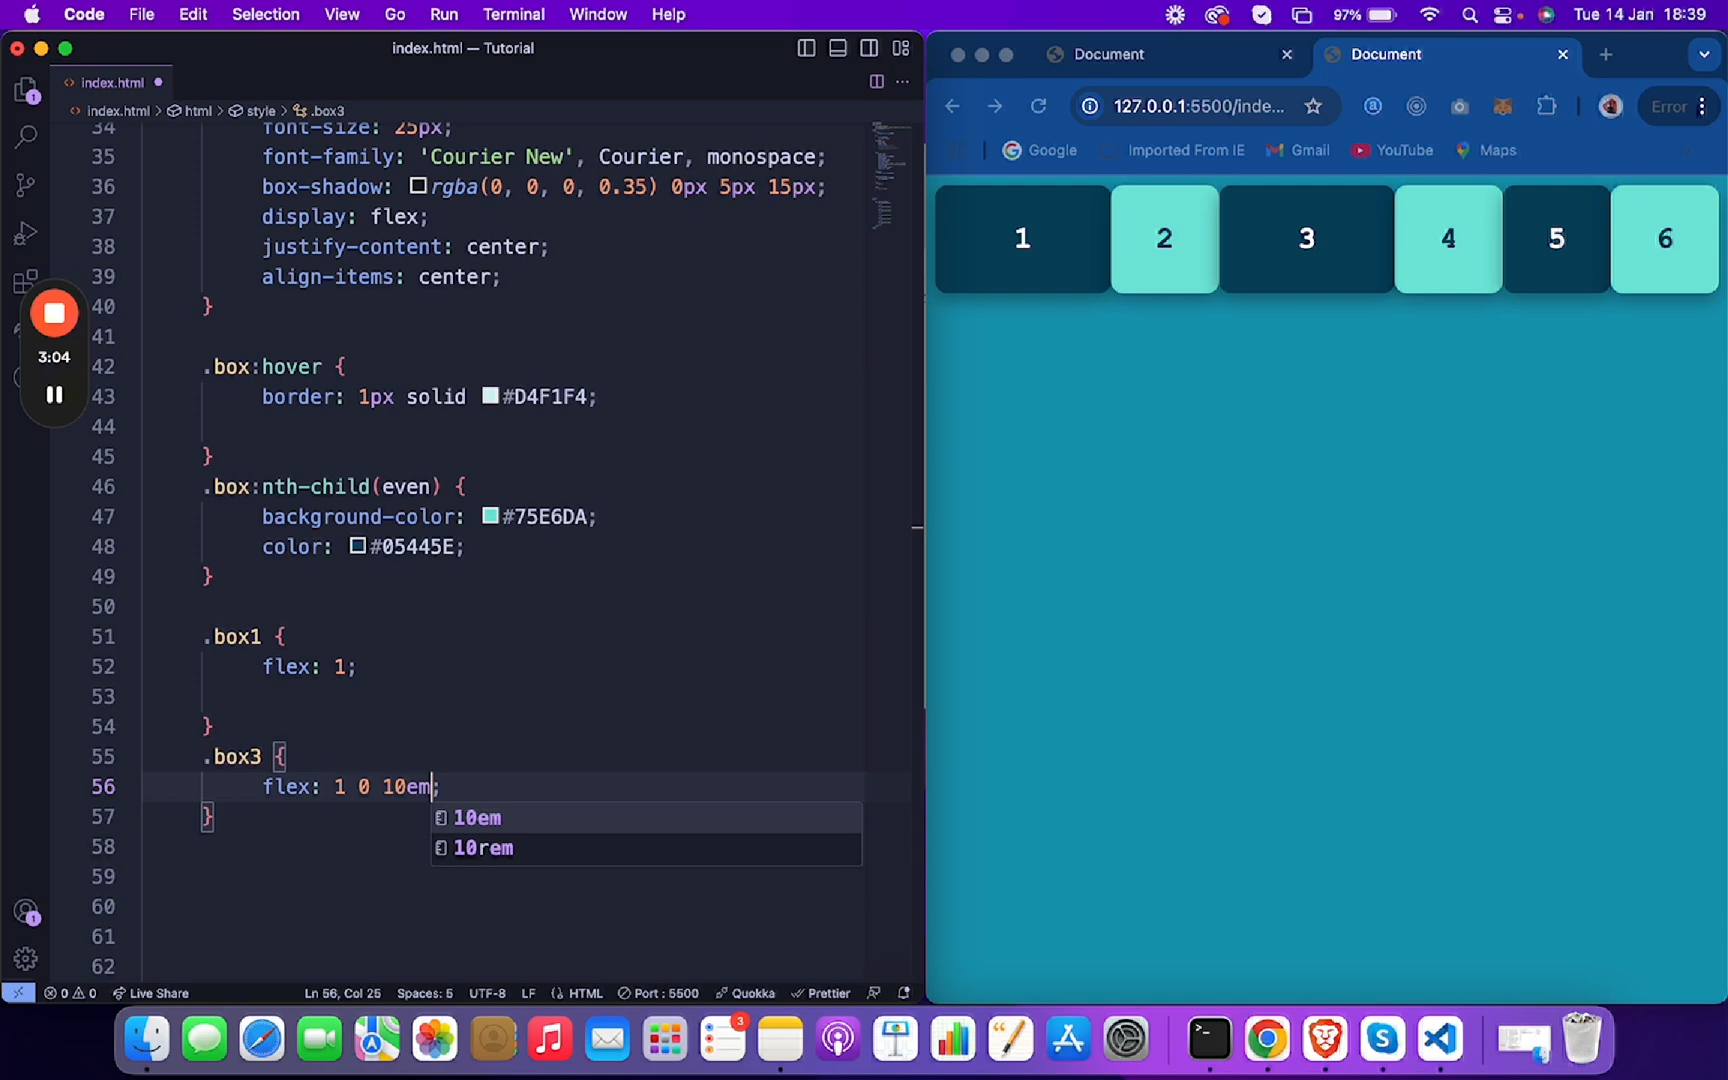 Code File Edit Selection View Go Run Terminal Window Help 97% Tue 14 Jan 18:39
index.html — Tutorial
index.html
index.html > html > style > .box3
34 font-size: 25px;
35 font-family: 'Courier New', Courier, monospace;
36 box-shadow: rgba(0, 0, 0, 0.35) 0px 5px 15px;
37 display: flex;
38 justify-content: center;
39 align-items: center;
40 }
41
42 .box:hover {
43 border: 1px solid #D4F1F4;
44
45 }
46 .box:nth-child(even) {
47 background-color: #75E6DA;
48 color: #05445E;
49 }
50
51 .box1 {
52 flex: 1;
53
54 }
55 .box3 {
56 flex: 1 0 10em;
57 }
10em
58
10rem
59
60
61
62
1
3:04
1
Ln 56, Col 25 Spaces: 5 UTF-8 LF HTML Port : 5500 Quokka Prettier
0 0 Live Share
Document Document
127.0.0.1:5500/inde... Error
Google Imported From IE Gmail YouTube Maps
1 2 3 4 5 6
3